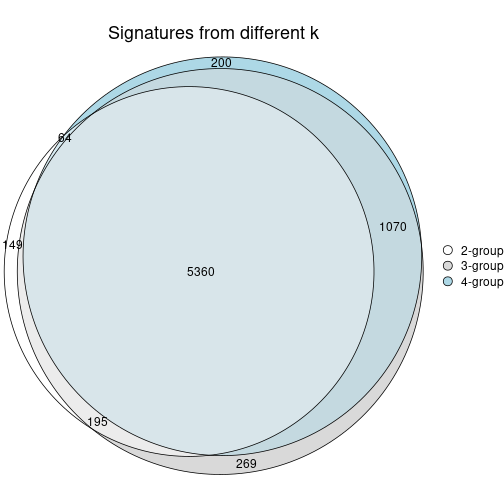 Signatures from different k
200
64
1070
149
5360
195
269
2-group
3-group
4-group